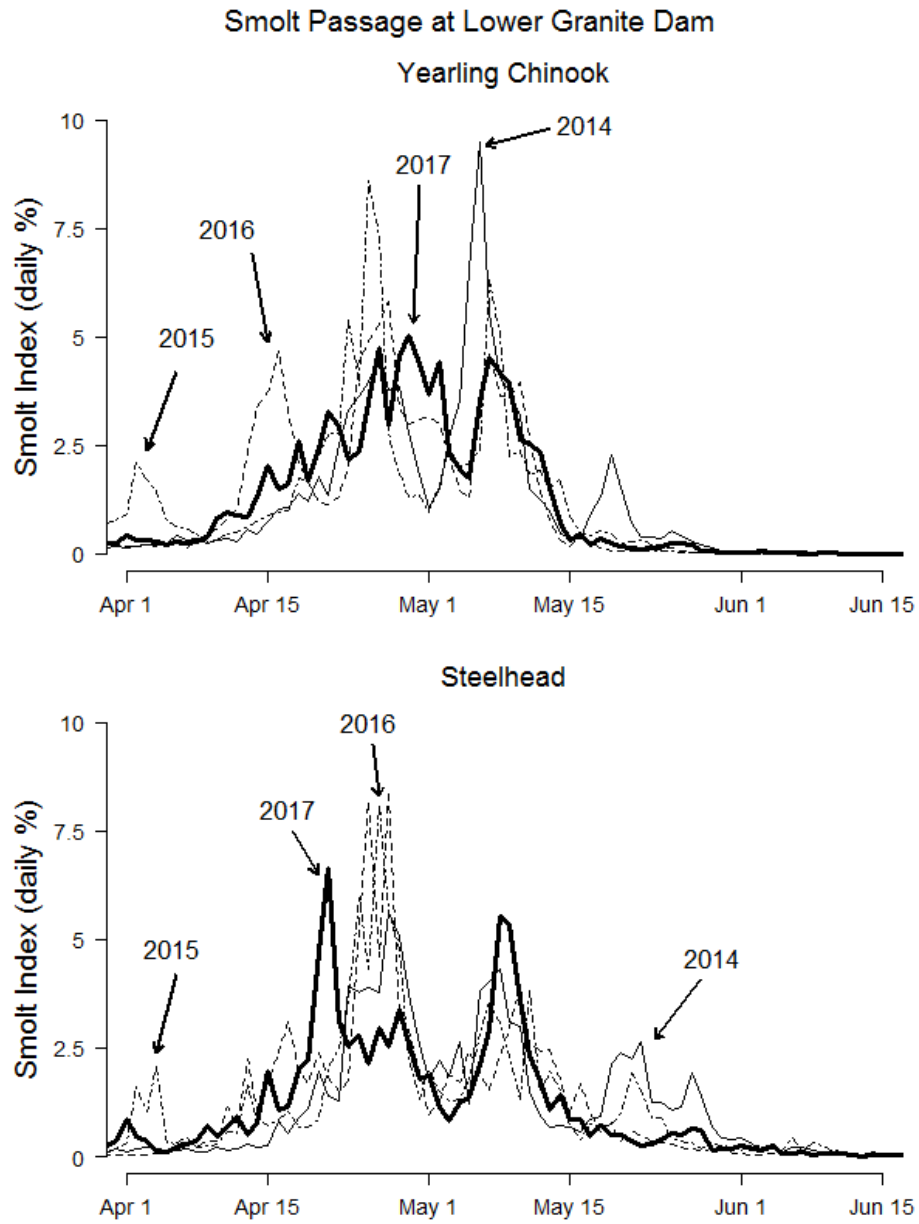 Smolt Passage at Lower Granite Dam
Yearling Chinook
Smolt Index (daily %)
10
7.5
5
2.5
0
2014
2017
2016
2015
Apr 1
Apr 15
May 1
May 15
Jun 1
Jun 15
Steelhead
Smolt Index (daily %)
10
7.5
5
2.5
0
2016
2017
2015
2014
Apr 1
Apr 15
May 1
May 15
Jun 1
Jun 15